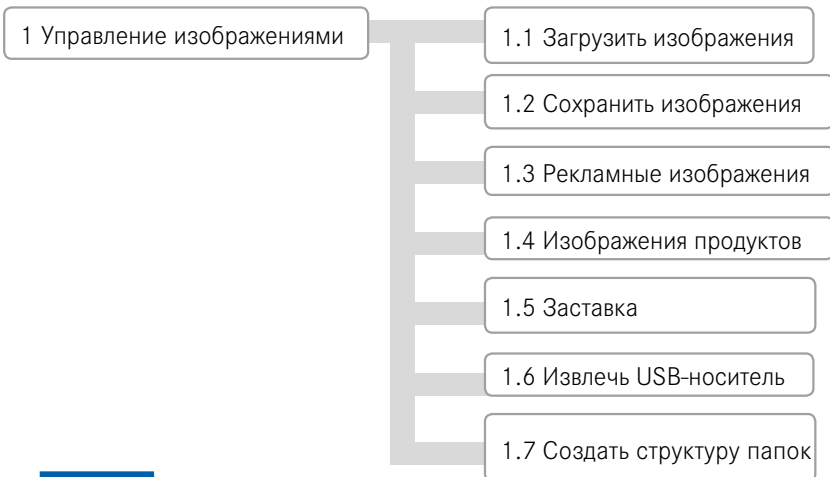 1 Управление изображениями
1.1 Загрузить изображения
1.2 Сохранить изображения
1.3 Рекламные изображения
1.4 Изображения продуктов
1.5 Заставка
1.6 Извлечь USB-носитель
1.7 Создать структуру папок